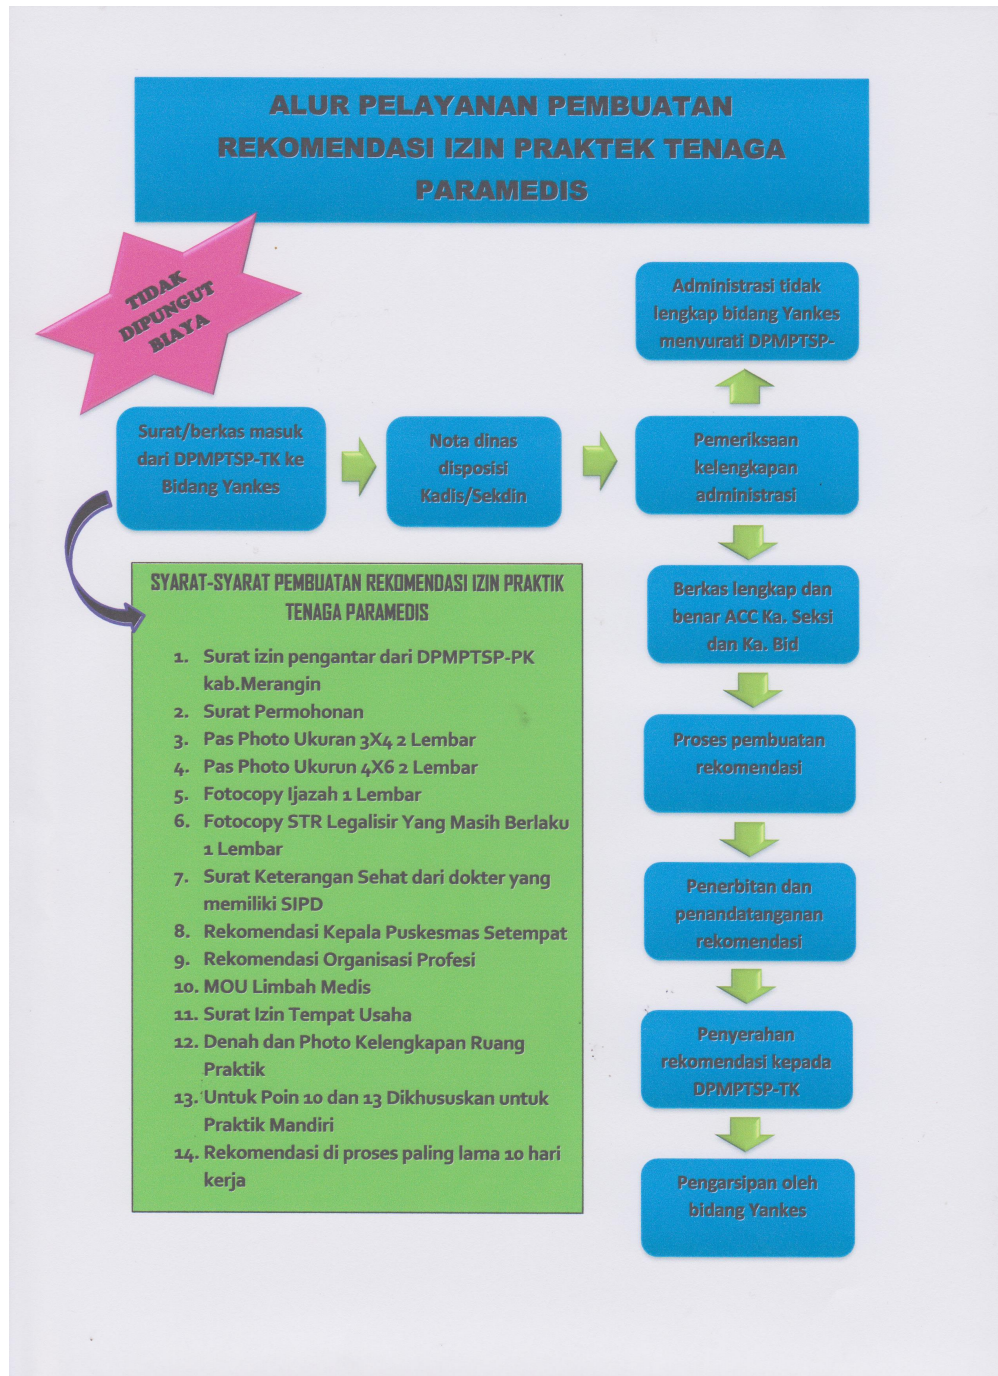 ALUR PELAYANAN PEMBUATAN
REKOMENDASI IZIN PRAKTEK TENAGA
PARAMEDIS
TIDAK
DIPUNGUT
BIAYA
Administrasi tidak
lengkap bidang Yankes
menyurati DPMPTSP-
Surat/berkas masuk
dari DPMPTSP-TK ke
Bidang Yankes
Nota dinas
disposisi
Kadis/Sekdin
Pemeriksaan
kelengkapan
administrasi
SYARAT-SYARAT PEMBUATAN REKOMENDASI IZIN PRAKTIK
TENAGA PARAMEDIS
1. Surat izin pengantar dari DPMPTSP-PK
kab.Merangin
2. Surat Permohonan
3. Pas Photo Ukuran 3X4 2 Lembar
4. Pas Photo Ukurun 4X6 2 Lembar
5. Fotocopy Ijazah 1 Lembar
6. Fotocopy STR Legalisir Yang Masih Berlaku
1 Lembar
7. Surat Keterangan Sehat dari dokter yang
memiliki SIPD
8. Rekomendasi Kepala Puskesmas Setempat
9. Rekomendasi Organisasi Profesi
10. MOU Limbah Medis
11. Surat Izin Tempat Usaha
12. Denah dan Photo Kelengkapan Ruang
Praktik
13. Untuk Poin 10 dan 13 Dikhususkan untuk
Praktik Mandiri
14. Rekomendasi di proses paling lama 10 hari
kerja
Berkas lengkap dan
benar ACC Ka. Seksi
dan Ka. Bid
Proses pembuatan
rekomendasi
Penerbitan dan
penandatanganan
rekomendasi
Penyerahan
rekomendasi kepada
DPMPTSP-TK
Pengarsipan oleh
bidang Yankes